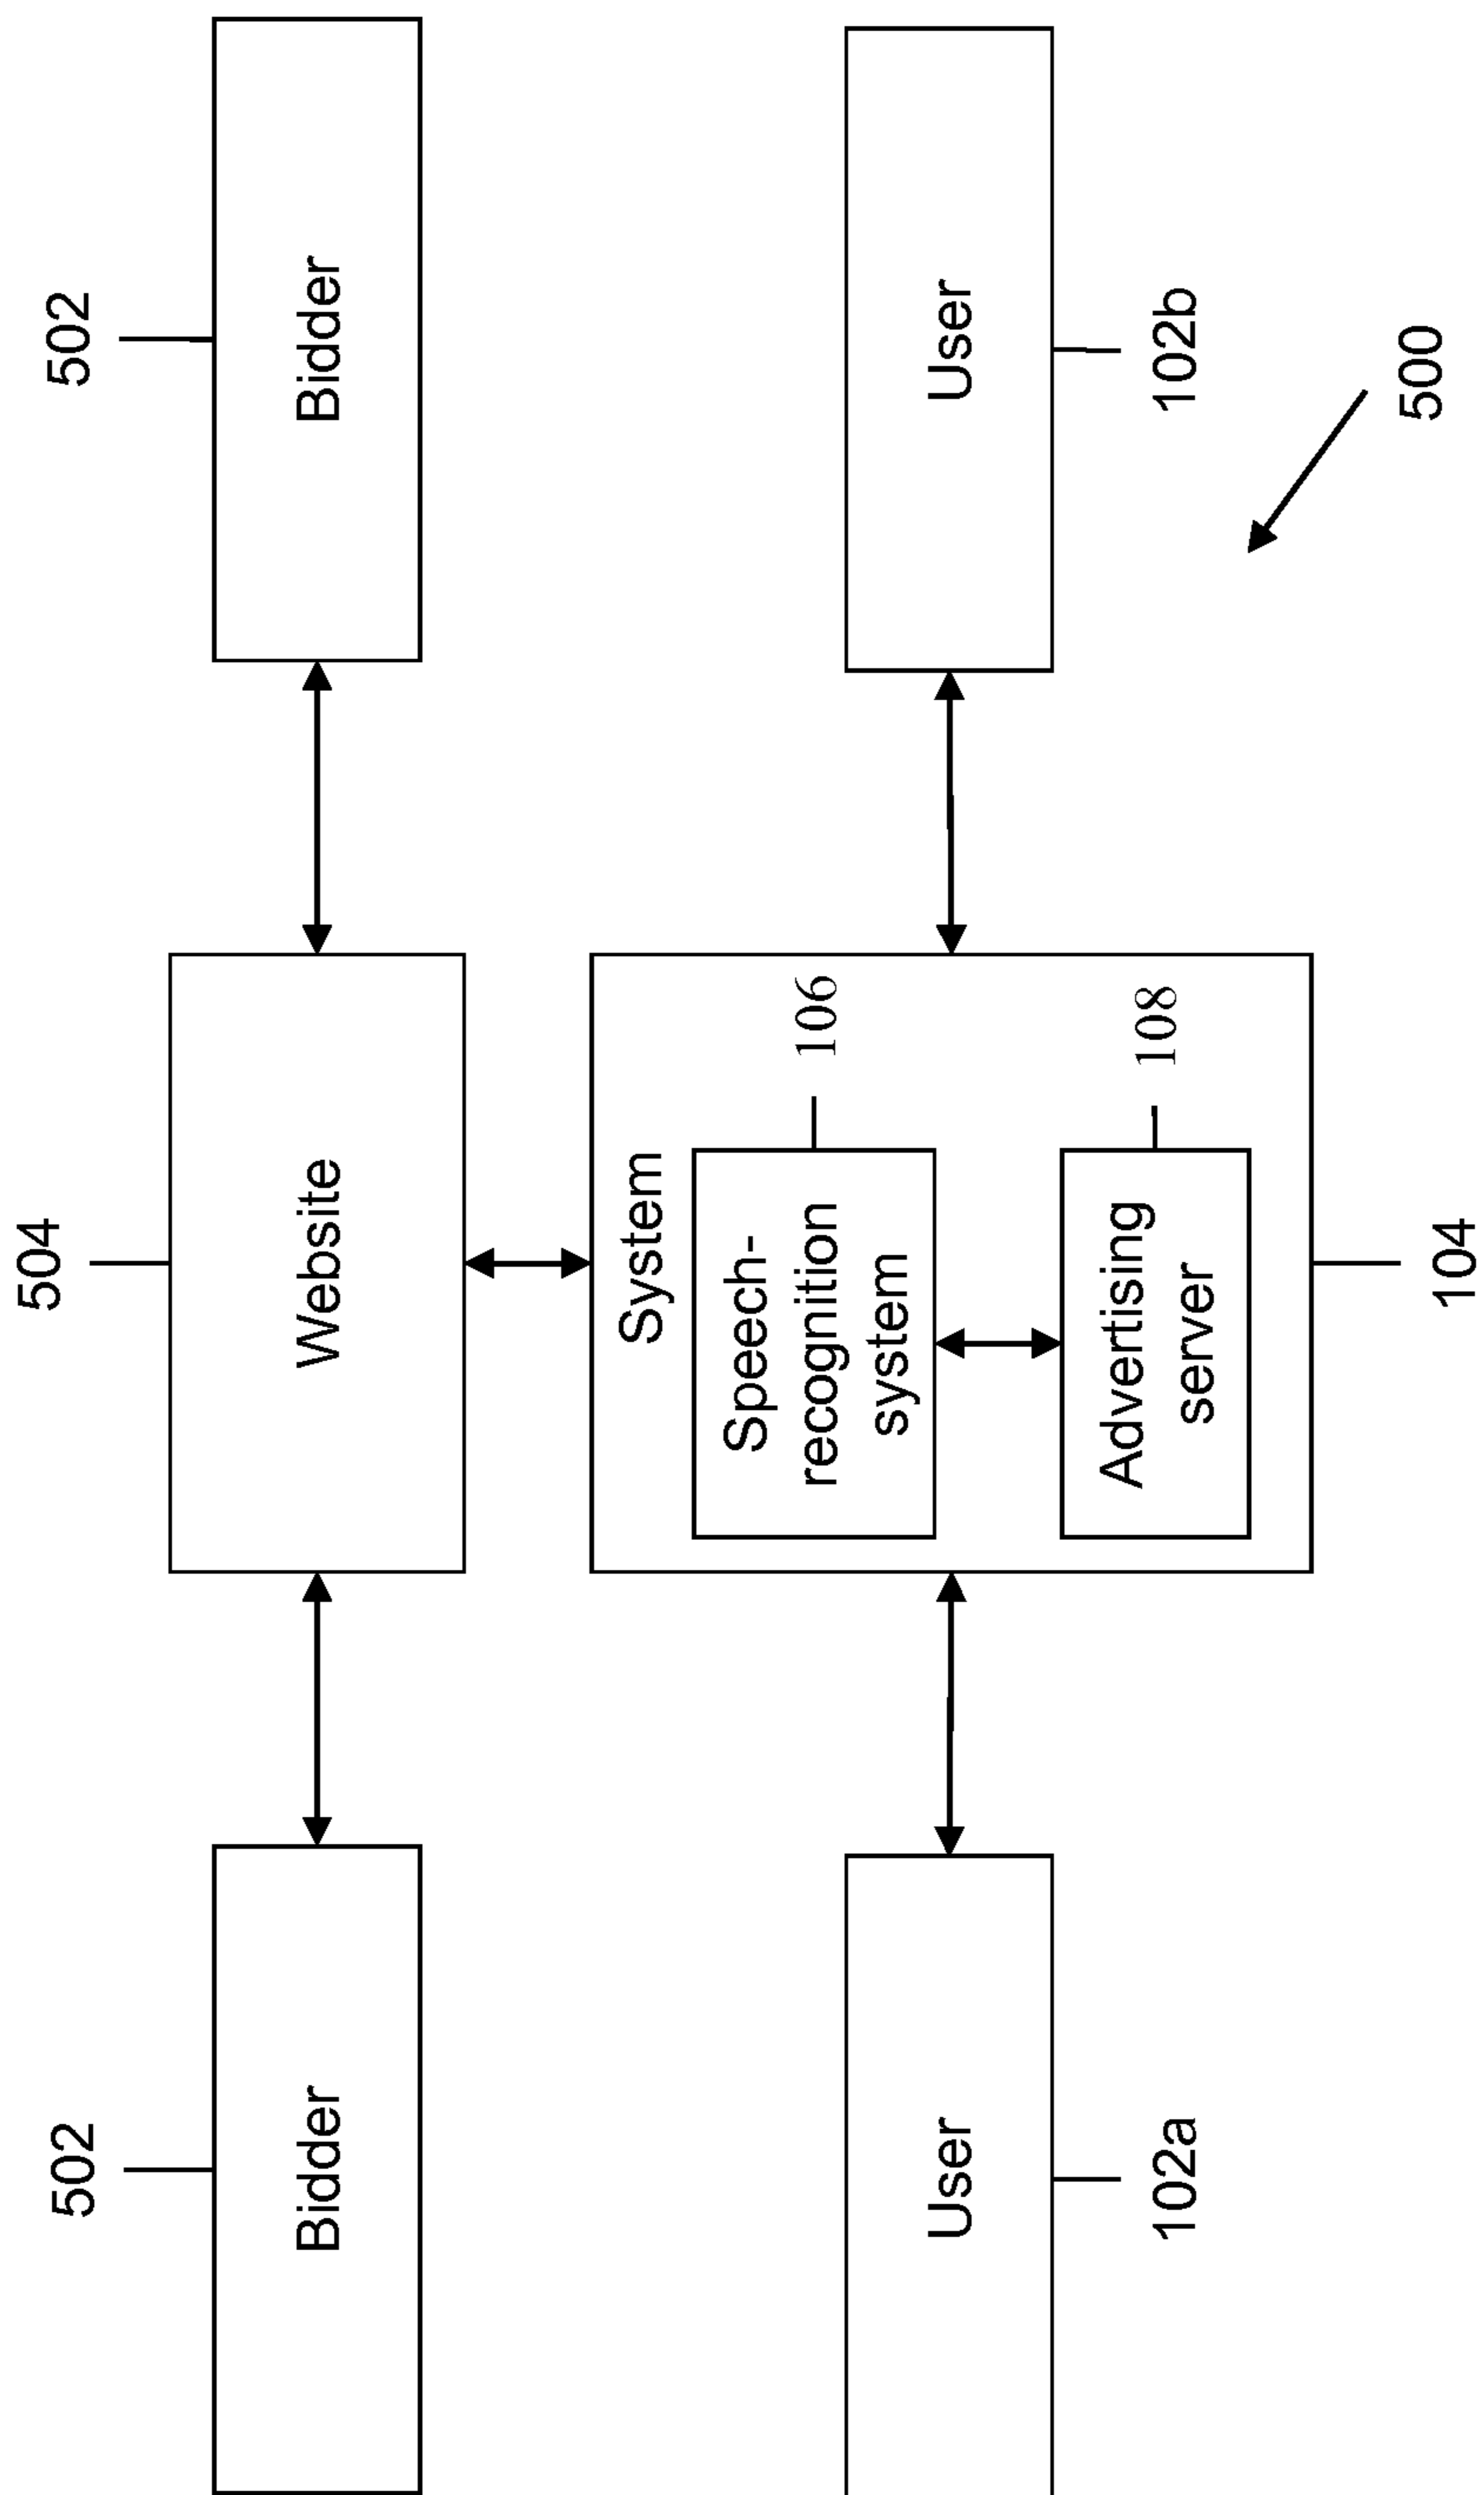 502
504
502
Bidder
Website
Bidder
System
Speech-
recognition
system
106
User
User
Advertising
server
108
102a
102b
104
500